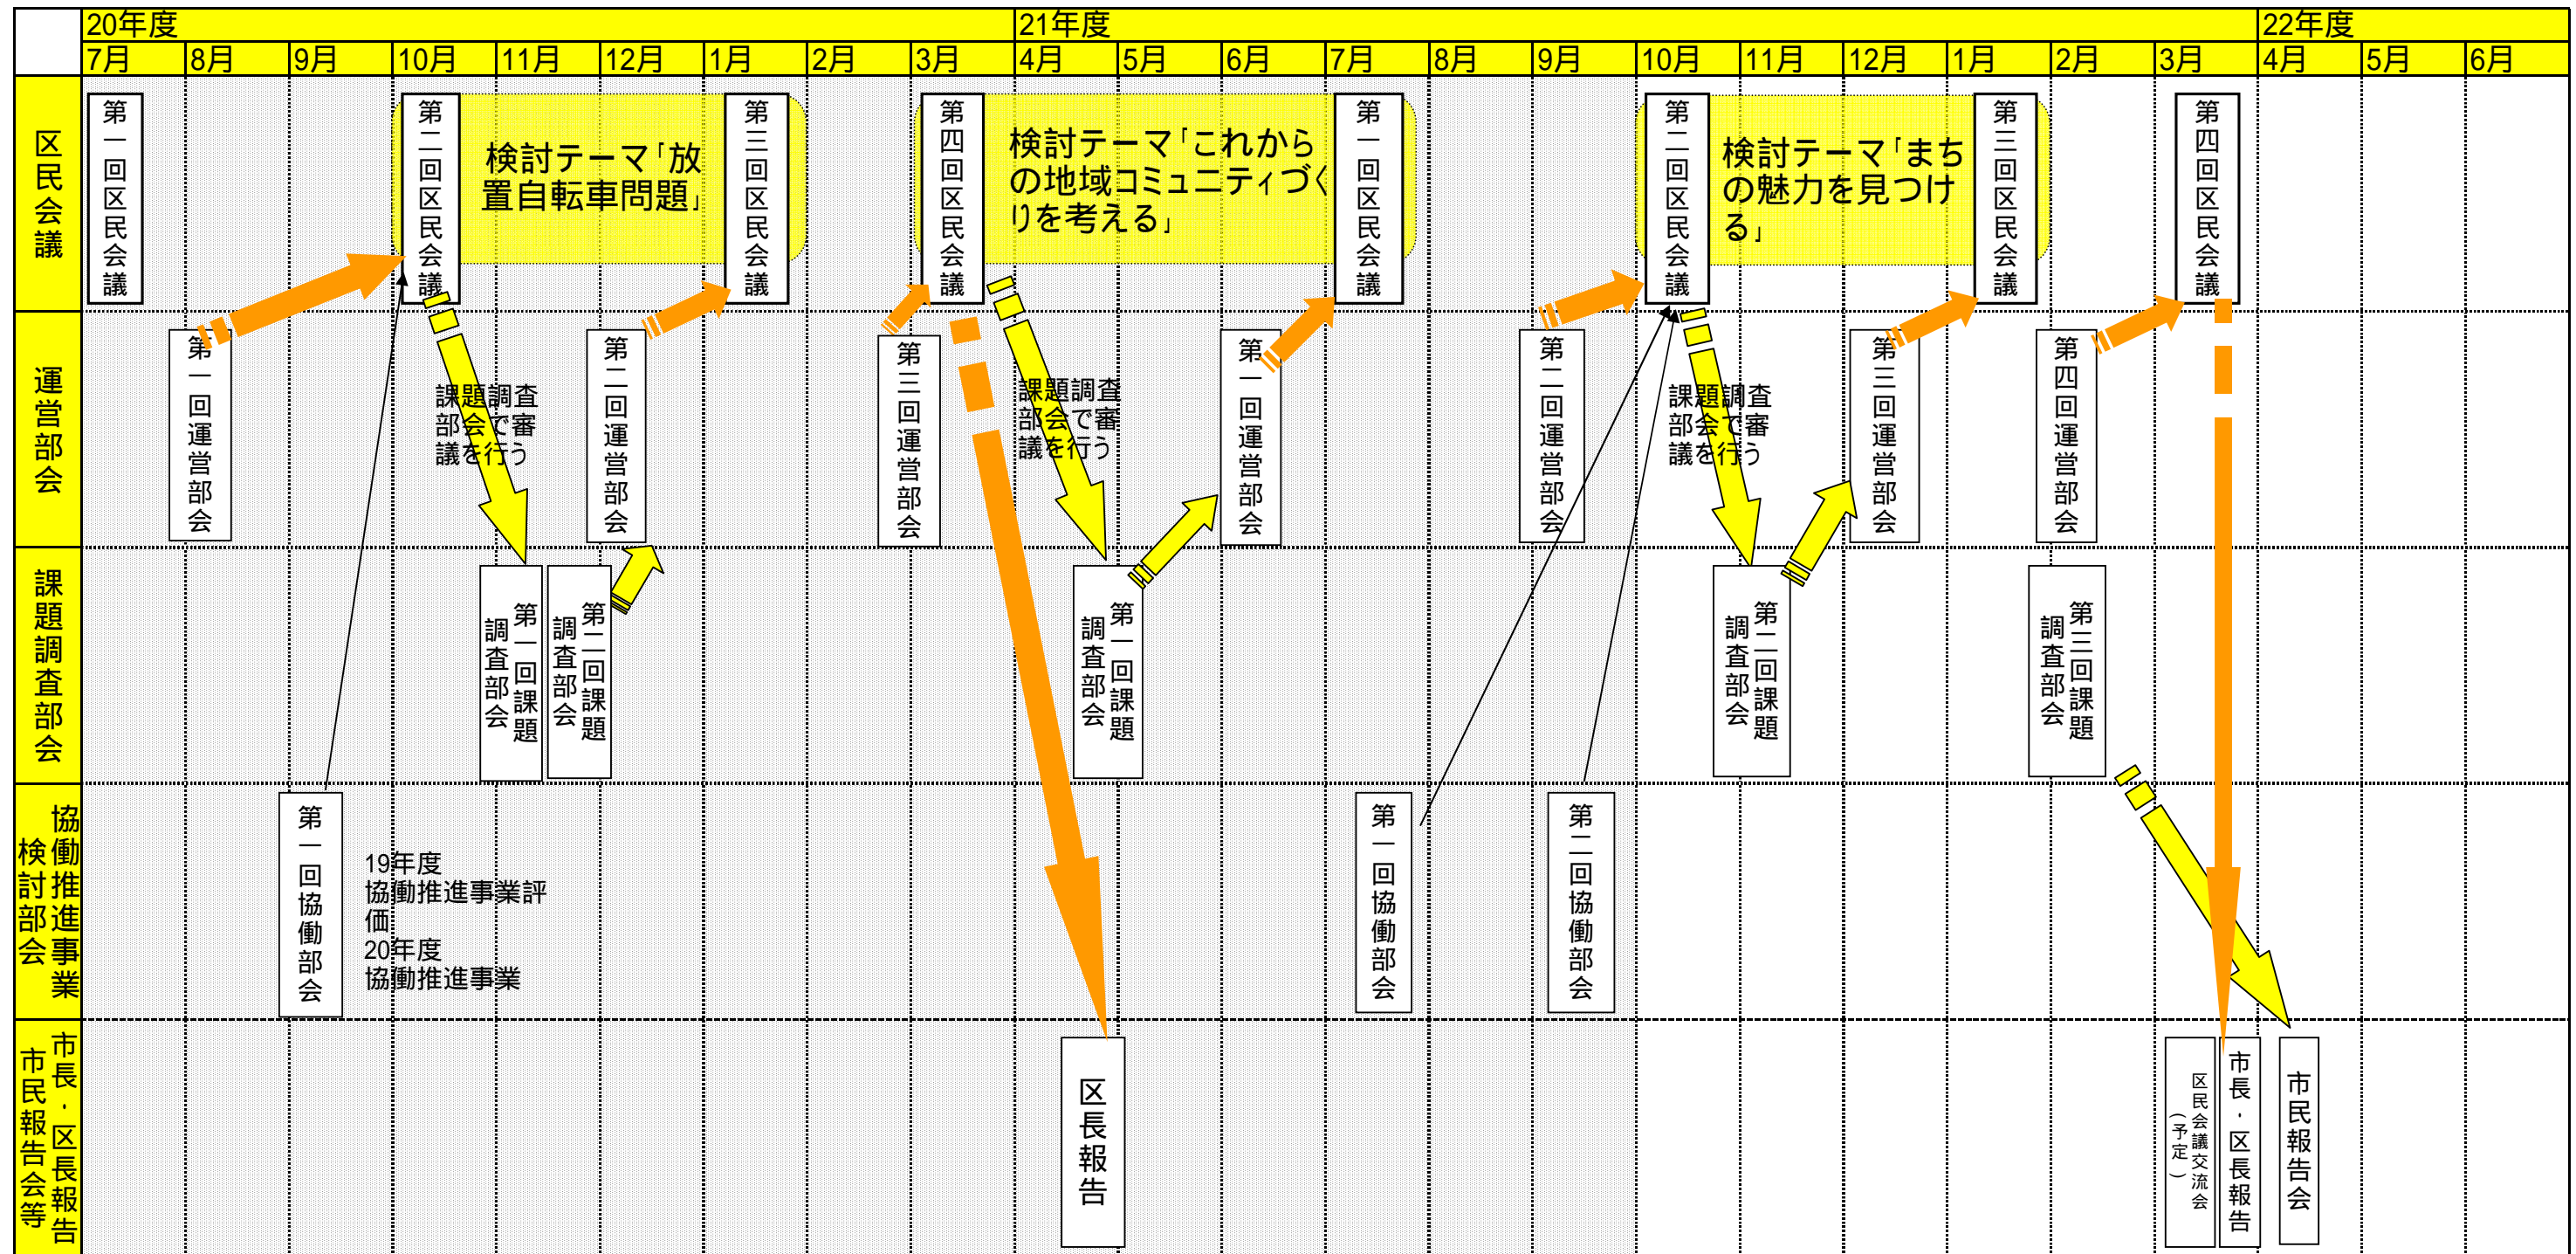 20年度
21年度
22年度
7月
8月
9月
10月
11月
12月
1月
2月
3月
4月
5月
6月
7月
8月
9月
10月
11月
12月
1月
2月
3月
4月
5月
6月
区民会議
第一回区民会議
第二回区民会議
検討テーマ「放
置自転車問題」
第三回区民会議
第四回区民会議
検討テーマ「これから
の地域コミュニティづく
りを考える」
第一回区民会議
第二回区民会議
検討テーマ「まち
の魅力を見つけ
る」
第三回区民会議
第四回区民会議
運営部会
第一回運営部会
課題調査
部会で審
議を行う
第二回運営部会
第三回運営部会
課題調査
部会で審
議を行う
第一回運営部会
第二回運営部会
課題調査
部会で審
議を行う
第三回運営部会
第四回運営部会
課題調査部会
第一回課題
調査部会
第二回課題
調査部会
第一回課題
調査部会
第二回課題
調査部会
第三回課題
調査部会
協働推進事業
検討部会
第一回協働部会
19年度
協働推進事業評
価
20年度
協働推進事業
第一回協働部会
第二回協働部会
市長・区長報告
市民報告会等
区長報告
区民会議交流会
（予定）
市長・区長報告
市民報告会